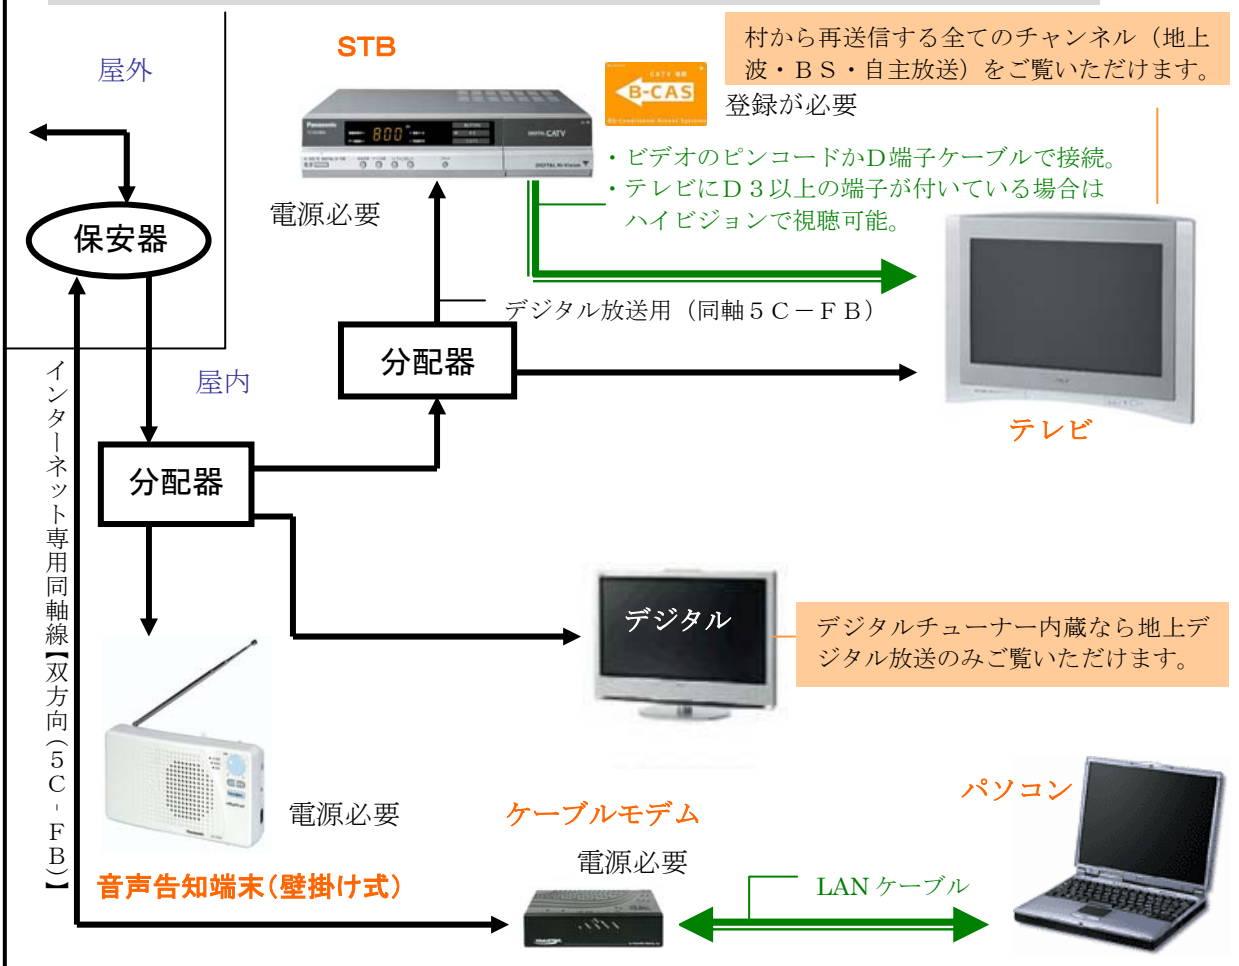 STB
屋外
村から再送信する全てのチャンネル（地上
波・ＢＳ・自主放送）をご覧いただけます。
B-CAS
登録が必要
Panasonic
800
DIGITAL CATV
DIGITAL Hi-Vision
・ビデオのピンコードかＤ端子ケーブルで接続。
・テレビにＤ３以上の端子が付いている場合は
ハイビジョンで視聴可能。
電源必要
保安器
デジタル放送用（同軸５Ｃ－ＦＢ）
分配器
屋内
テレビ
分配器
インターネット専用同軸線【双方向（５Ｃ-ＦＢ）】
デジタル
デジタルチューナー内蔵なら地上デ
ジタル放送のみご覧いただけます。
電源必要
音声告知端末（壁掛け式）
ケーブルモデム
電源必要
パソコン
LAN ケーブル